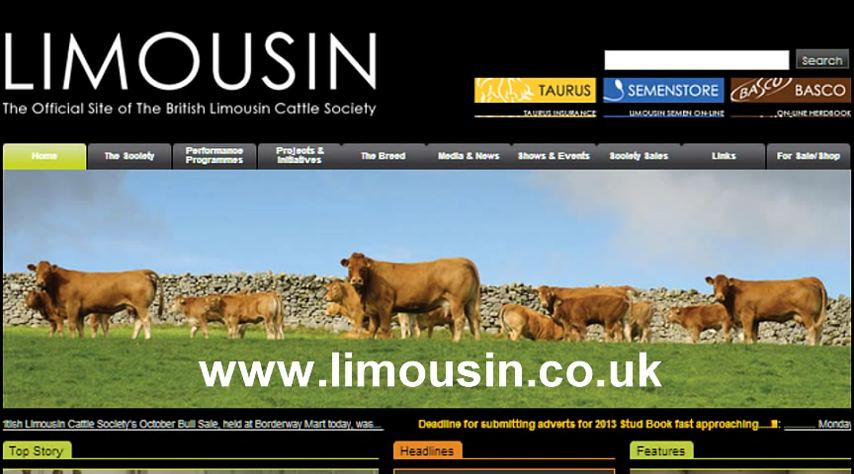 LIMOUSIN
The Official Site of The British Limousin Cattle Society
Search
TAURUS
SEMENSTORE
BASCO
BASCO
TAURUS INSURANCE
LIMOUSIN SEMEN ON-LINE
ON-LINE HERDBOOK
Home
The Society
Performance
Programmes
Projects &
Initiatives
The Breed
Media & News
Shows & Events
Society Sales
Links
For Sale/Shop
www.limousin.co.uk
itish Limousin Cattle Society's October Bull Sale, held at Borderway Mart today, was...
Deadline for submitting adverts for 2013 Stud Book fast approaching....
Monday
Top Story
Headlines
Features